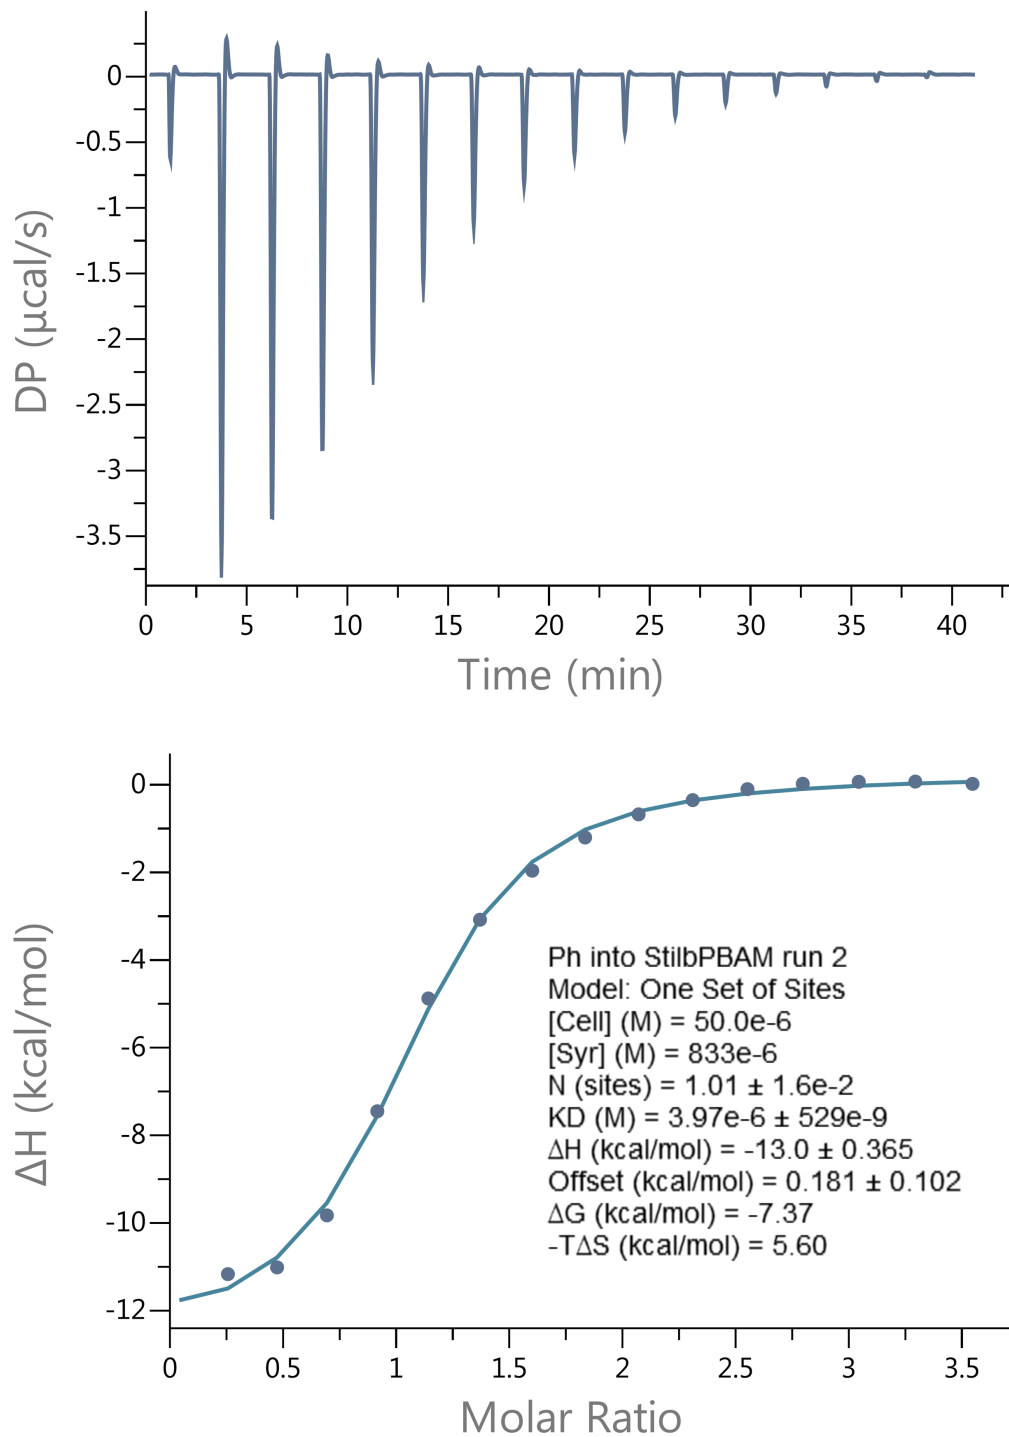 0
-0.5
-1
-1.5
-2
-2.5
-3
-3.5
DP (µcal/s)
0 5 10 15 20 25 30 35 40
Time (min)
0
-2
-4
-6
-8
-10
-12
ΔH (kcal/mol)
Ph into StilbPBAM run 2
Model: One Set of Sites
[Cell] (M) = 50.0e-6
[Syr] (M) = 833e-6
N (sites) = 1.01 ± 1.6e-2
KD (M) = 3.97e-6 ± 529e-9
ΔH (kcal/mol) = -13.0 ± 0.365
Offset (kcal/mol) = 0.181 ± 0.102
ΔG (kcal/mol) = -7.37
-TΔS (kcal/mol) = 5.60
0 0.5 1 1.5 2 2.5 3 3.5
Molar Ratio